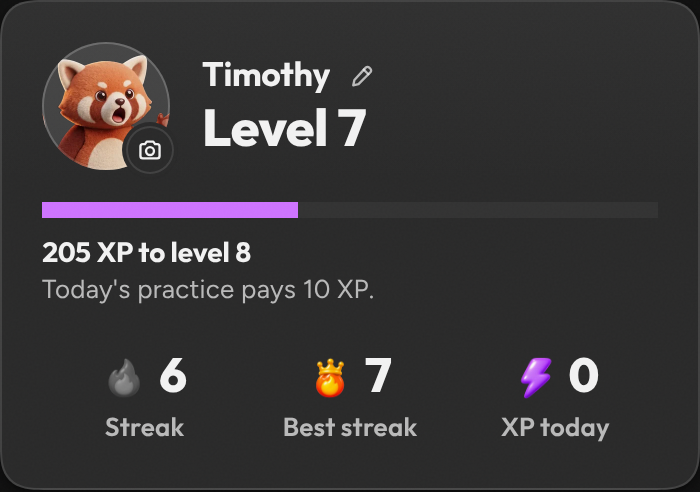 Timothy
Level 7
205 XP to level 8
Today's practice pays 10 XP.
6
Streak
7
Best streak
0
XP today